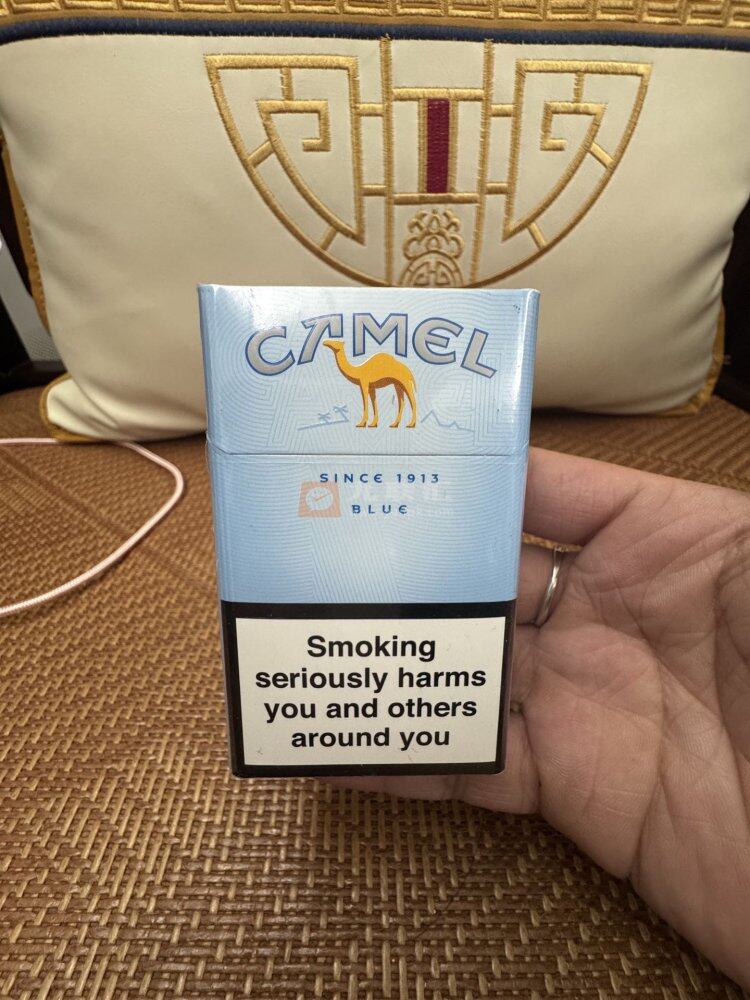 CAMEL
SINCE 1913
BLUE
Smoking
seriously harms
you and others
around you